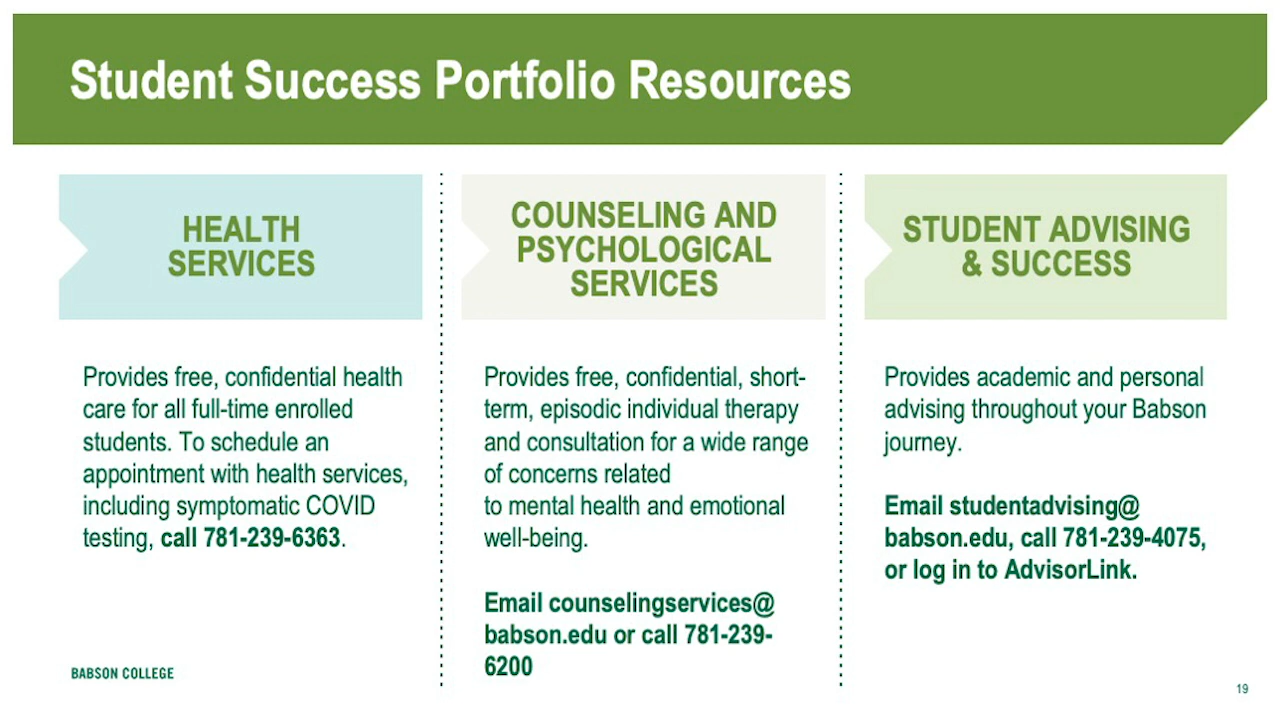 Student Success Portfolio Resources
HEALTH
SERVICES
Provides free, confidential health
care for all full-time enrolled
students. To schedule an
appointment with health services,
including symptomatic COVID
testing, call 781-239-6363.
COUNSELING AND
PSYCHOLOGICAL
SERVICES
Provides free, confidential, short-
term, episodic individual therapy
and consultation for a wide range
of concerns related
to mental health and emotional
well-being.
Email counselingservices@
babson.edu or call 781-239-
6200
STUDENT ADVISING
& SUCCESS
Provides academic and personal
advising throughout your Babson
journey.
Email studentadvising@
babson.edu, call 781-239-4075,
or log in to AdvisorLink.
BABSON COLLEGE
19